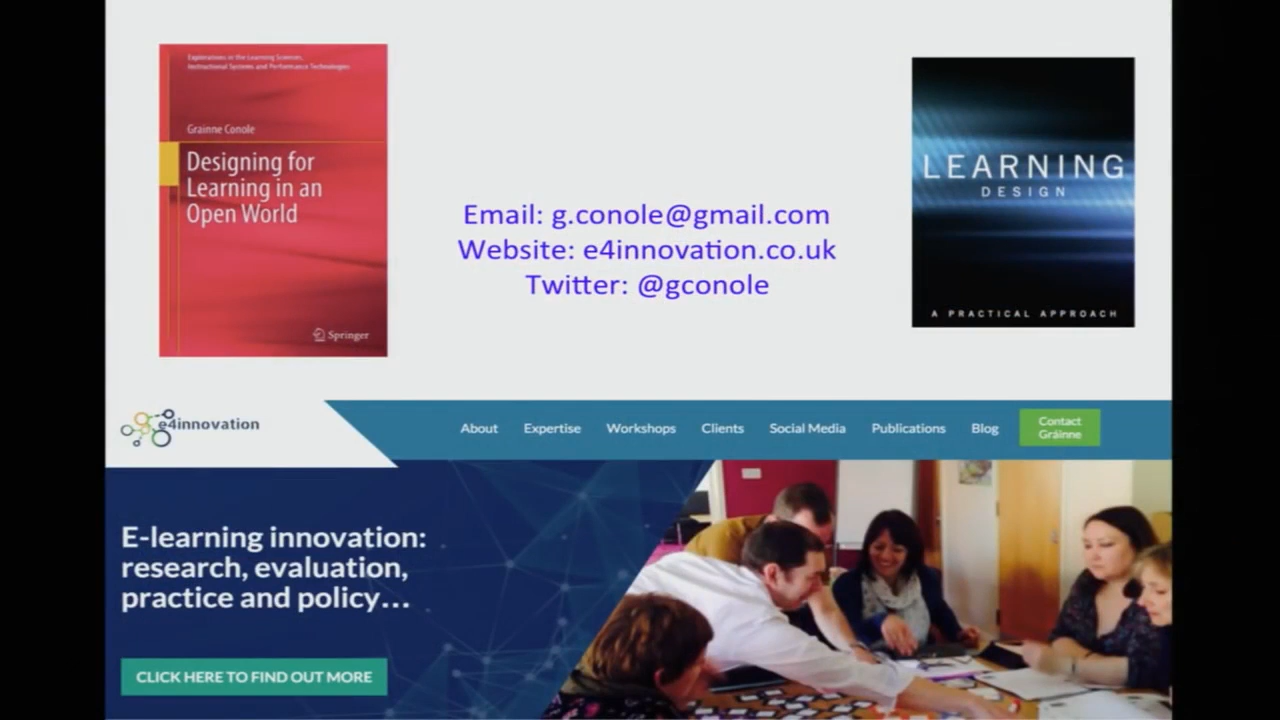 Explorations in the Learning Sciences,
Instructional Systems and Performance Technologies
Grainne Conole
Designing for
Learning in an
Open World
Springer
Email: g.conole@gmail.com
Website: e4innovation.co.uk
Twitter: @gconole
LEARNING
DESIGN
A PRACTICAL APPROACH
e4innovation
About Expertise Workshops Clients Social Media Publications Blog Contact
Gráinne
E-learning innovation:
research, evaluation,
practice and policy...
CLICK HERE TO FIND OUT MORE